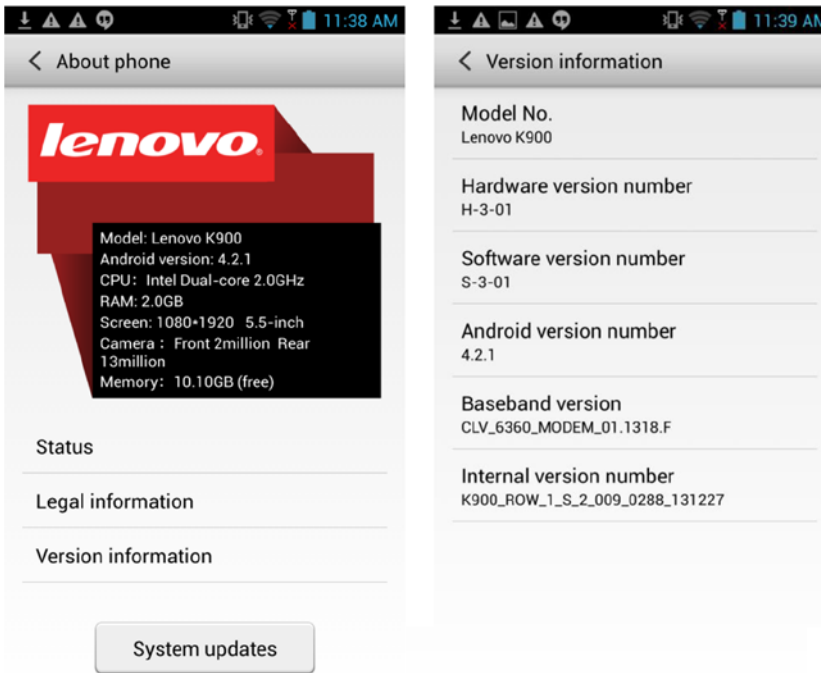 11:38 AM
About phone
lenovo
Model: Lenovo K900
Android version: 4.2.1
CPU： Intel Dual-core 2.0GHz
RAM: 2.0GB
Screen: 1080*1920 5.5-inch
Camera： Front 2million Rear
13million
Memory： 10.10GB (free)
Status
Legal information
Version information
System updates
11:39 AM
Version information
Model No.
Lenovo K900
Hardware version number
H-3-01
Software version number
S-3-01
Android version number
4.2.1
Baseband version
CLV_6360_MODEM_01.1318.F
Internal version number
K900_ROW_1_S_2_009_0288_131227